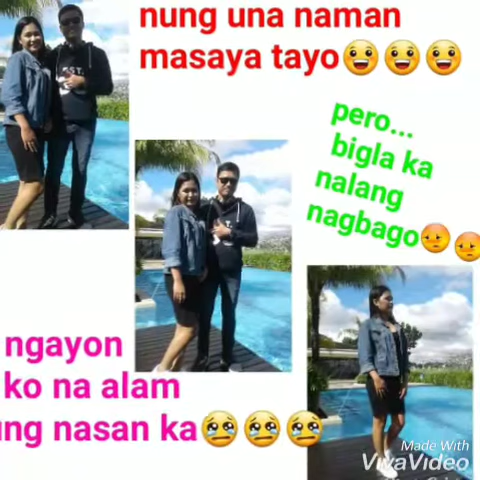 nung una naman
masaya tayo😀😀😀
pero...
bigla ka
nalang
nagbago😳😳
ngayon
ko na alam
ng nasan ka😢😢😢
Made With
VivaVideo